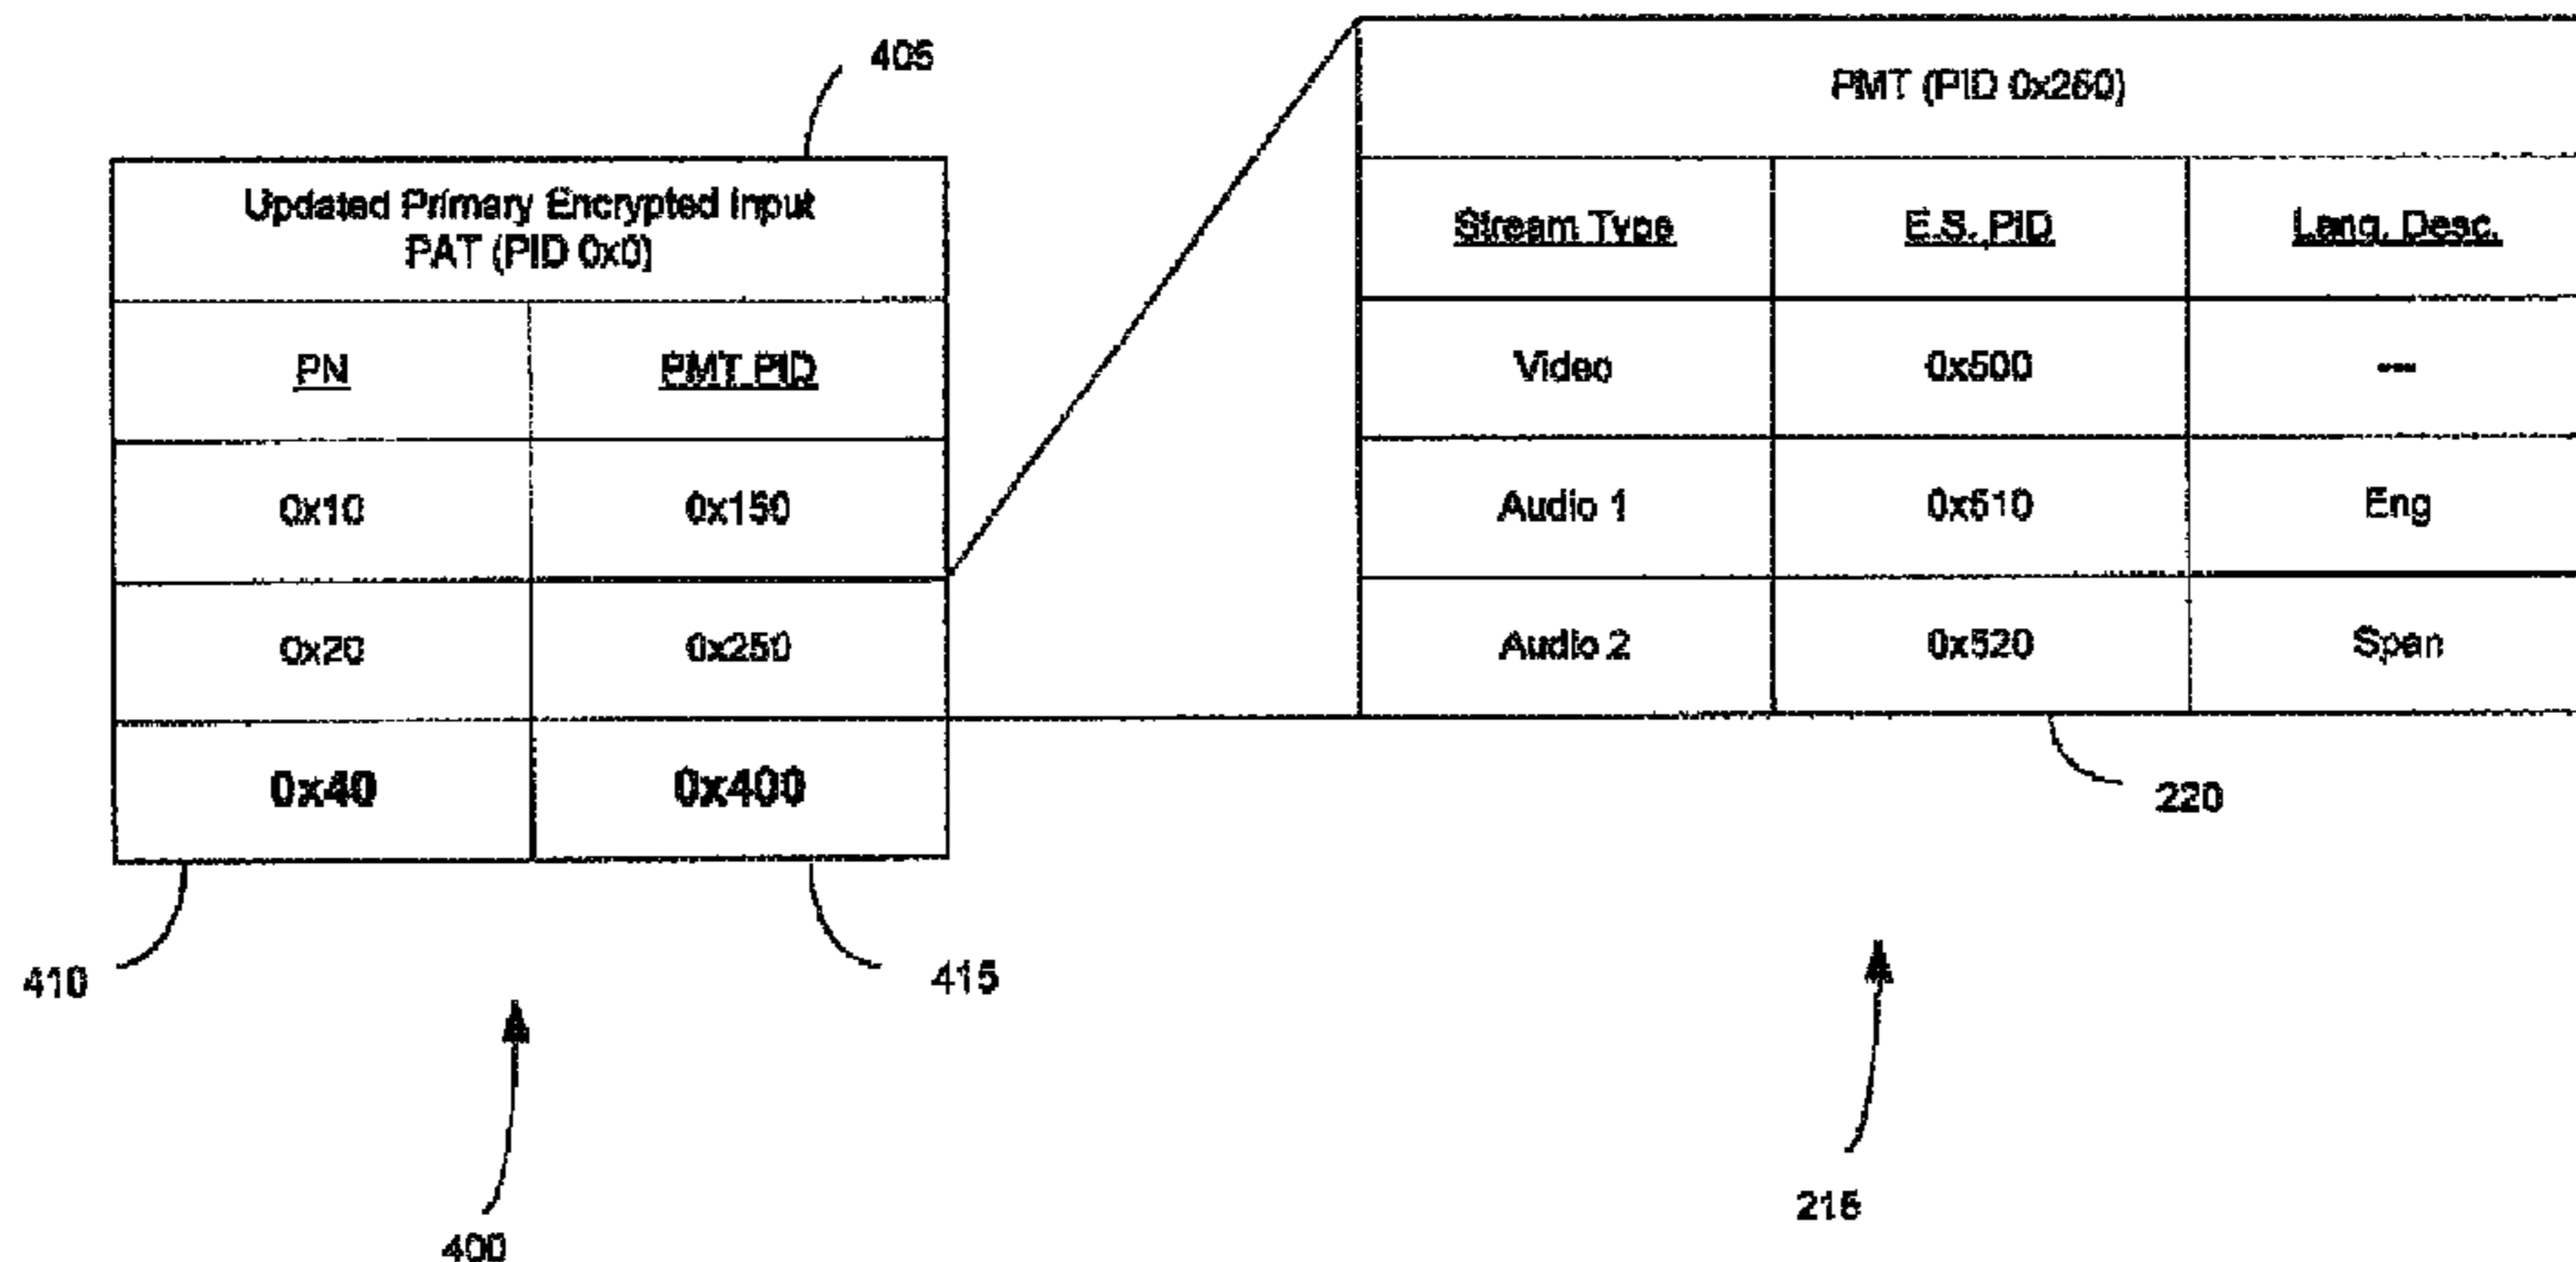 405
Updated Primary Encrypted Input
PAT (PID 0x0)
PN PMT PID
0x10 0x150
0x20 0x250
0x40 0x400
410
415
400
PMT (PID 0x250)
Stream Type E.S. PID Lang. Desc.
Video 0x500 ---
Audio 1 0x510 Eng
Audio 2 0x520 Span
220
215